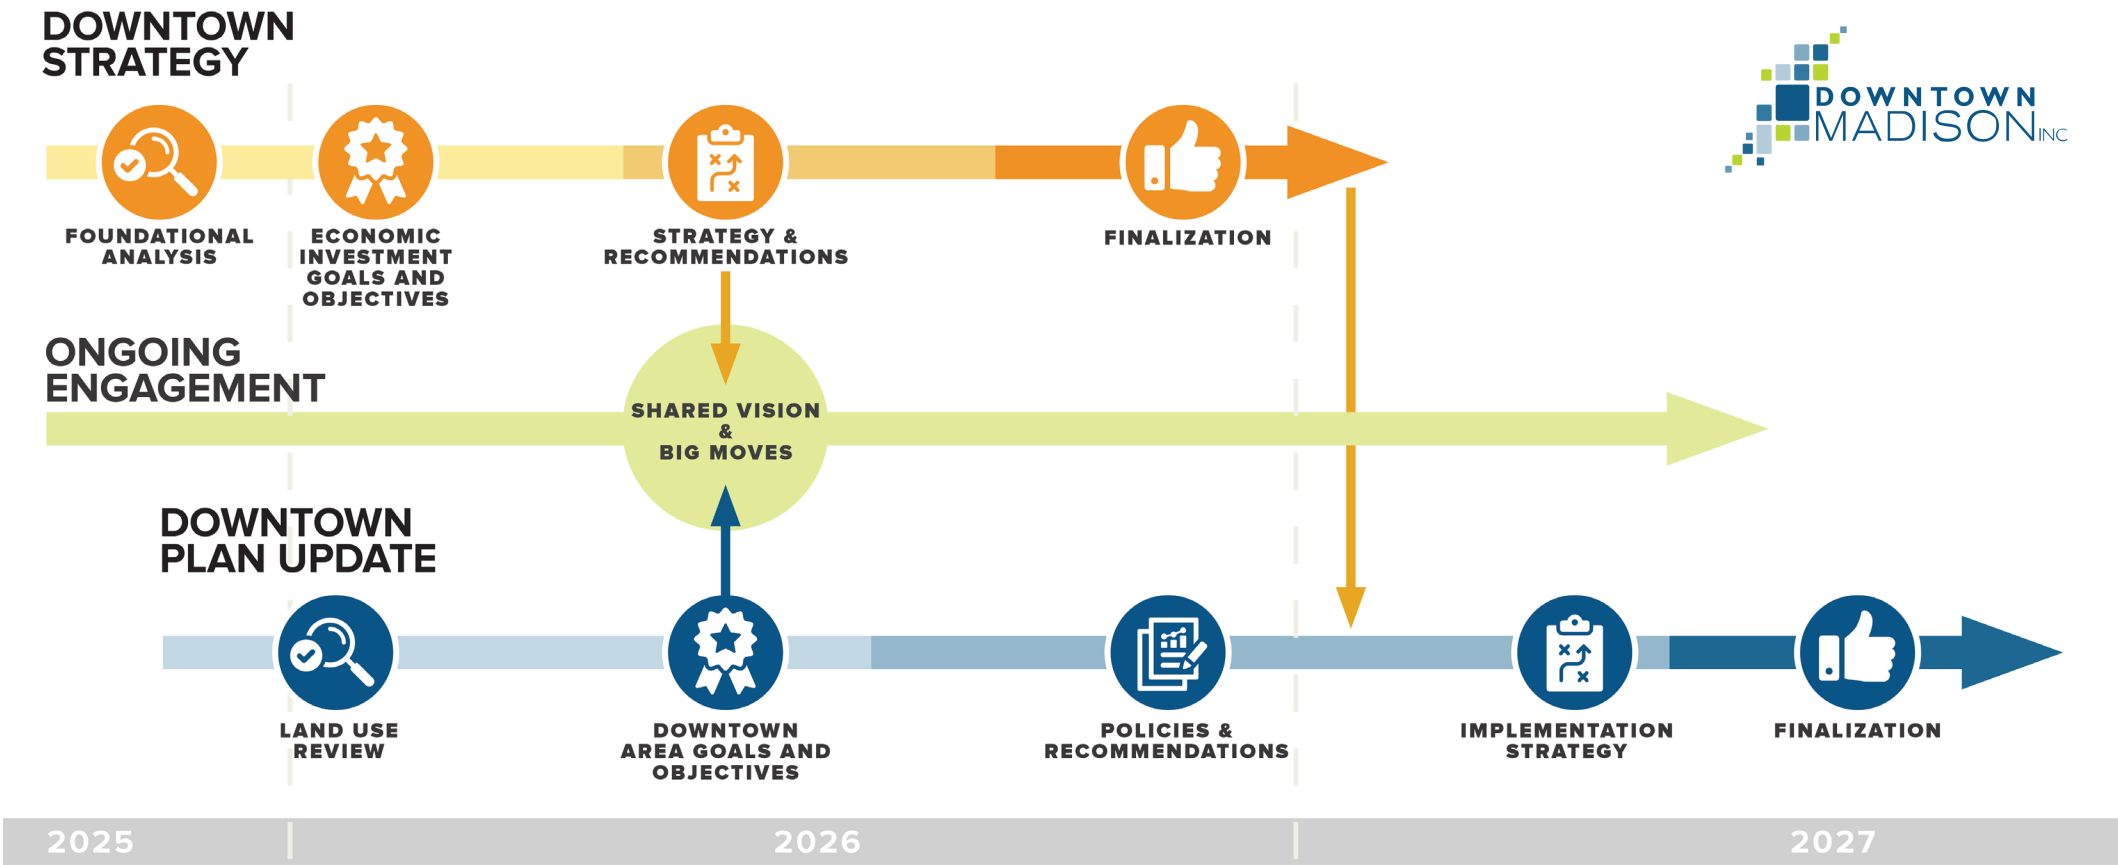 DOWNTOWN
STRATEGY
DOWNTOWN
MADISON INC
FOUNDATIONAL
ANALYSIS
ECONOMIC
INVESTMENT
GOALS AND
OBJECTIVES
STRATEGY &
RECOMMENDATIONS
FINALIZATION
ONGOING
ENGAGEMENT
SHARED VISION
&
BIG MOVES
DOWNTOWN
PLAN UPDATE
LAND USE
REVIEW
DOWNTOWN
AREA GOALS AND
OBJECTIVES
POLICIES &
RECOMMENDATIONS
IMPLEMENTATION
STRATEGY
FINALIZATION
2025
2026
2027